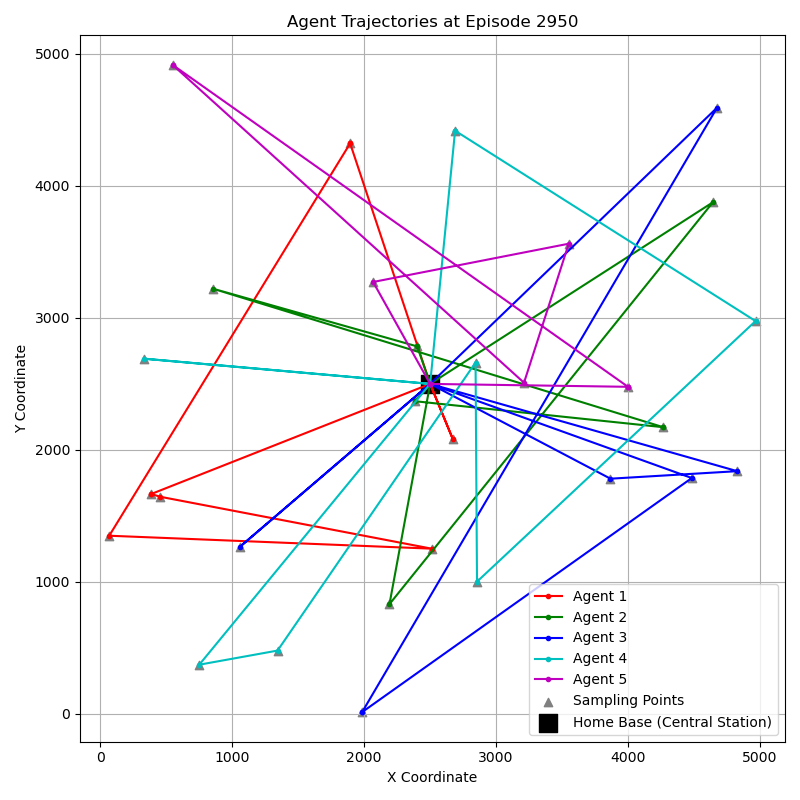 Agent Trajectories at Episode 2950
Y Coordinate
5000
4000
3000
2000
1000
0
0 1000 2000 3000 4000 5000
X Coordinate
Agent 1
Agent 2
Agent 3
Agent 4
Agent 5
Sampling Points
Home Base (Central Station)